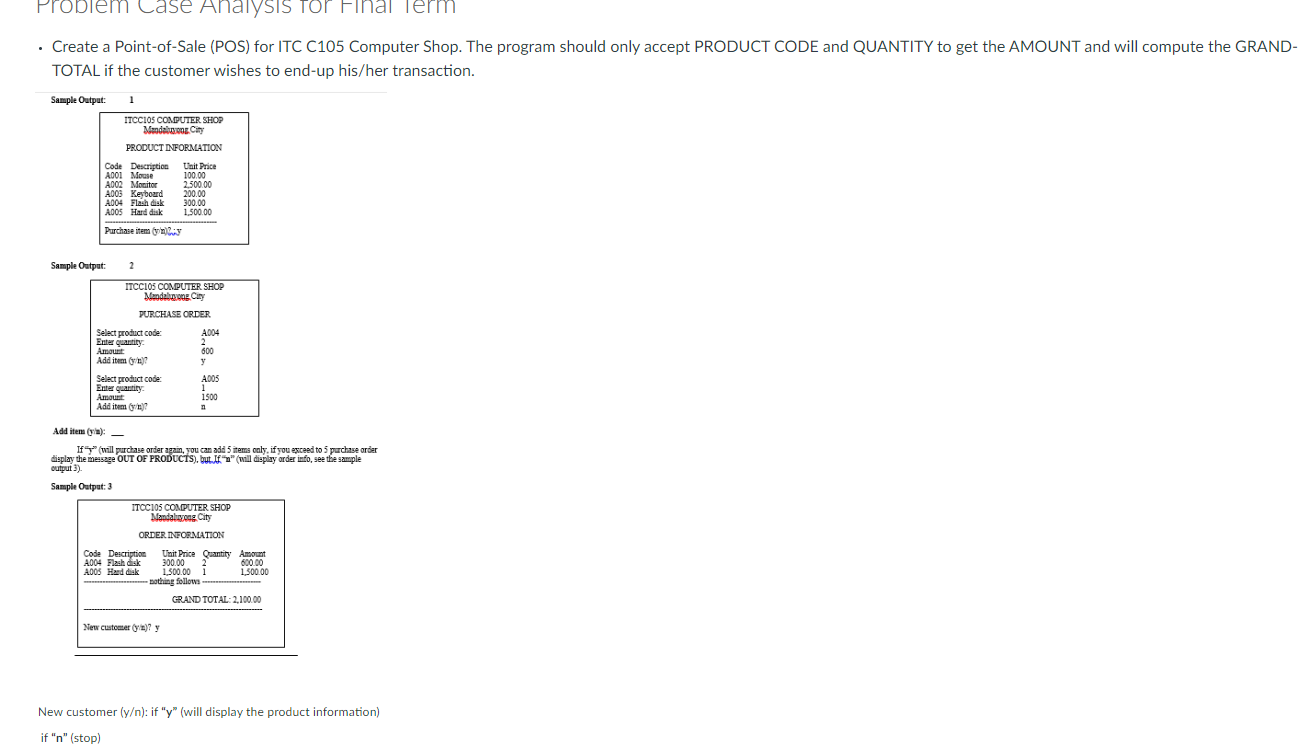 Problem Case Analysis for Final Term
• Create a Point-of-Sale (POS) for ITC C105 Computer Shop. The program should only accept PRODUCT CODE and QUANTITY to get the AMOUNT and will compute the GRAND-
TOTAL if the customer wishes to end-up his/her transaction.
Sample Output: 1
ITCC105 COMPUTER SHOP
Mandaluyong City
PRODUCT INFORMATION
Code Description Unit Price
A001 Mouse 100.00
A002 Monitor 2,500.00
A003 Keyboard 200.00
A004 Flash disk 300.00
A005 Hard disk 1,500.00
Purchase item (y/n)?: y
Sample Output: 2
ITCC105 COMPUTER SHOP
Mandaluyong City
PURCHASE ORDER
Select product code: A004
Enter quantity: 2
Amount: 600
Add item (y/n)? y
Select product code: A005
Enter quantity: 1
Amount: 1500
Add item (y/n)? n
Add item (y/n): __
If "y" (will purchase order again, you can add 5 items only, if you exceed to 5 purchase order
display the message OUT OF PRODUCTS), but If "n" (will display order info, see the sample
output 3).
Sample Output: 3
ITCC105 COMPUTER SHOP
Mandaluyong City
ORDER INFORMATION
Code Description Unit Price Quantity Amount
A004 Flash disk 300.00 2 600.00
A005 Hard disk 1,500.00 1 1,500.00
---------------------- nothing follows --------------------
GRAND TOTAL: 2,100.00
New customer (y/n)? y
New customer (y/n): if "y" (will display the product information)
if "n" (stop)